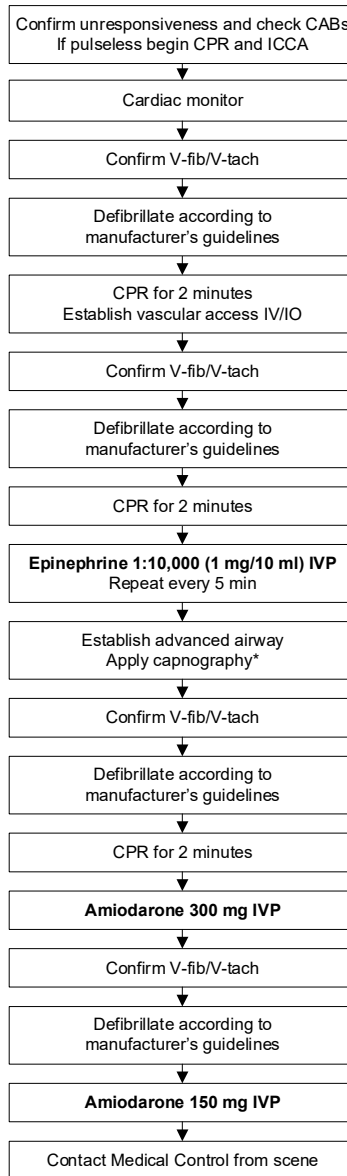 Confirm unresponsiveness and check CABs
If pulseless begin CPR and ICCA
Cardiac monitor
Confirm V-fib/V-tach
Defibrillate according to
manufacturer’s guidelines
CPR for 2 minutes
Establish vascular access IV/IO
Confirm V-fib/V-tach
Defibrillate according to
manufacturer’s guidelines
CPR for 2 minutes
Epinephrine 1:10,000 (1 mg/10 ml) IVP
Repeat every 5 min
Establish advanced airway
Apply capnography*
Confirm V-fib/V-tach
Defibrillate according to
manufacturer’s guidelines
CPR for 2 minutes
Amiodarone 300 mg IVP
Confirm V-fib/V-tach
Defibrillate according to
manufacturer’s guidelines
Amiodarone 150 mg IVP
Contact Medical Control from scene